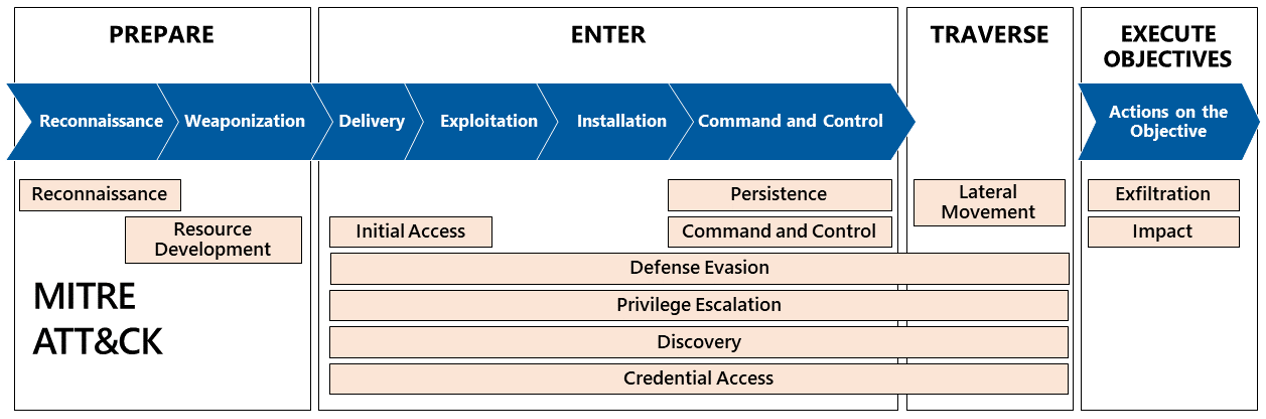 PREPARE
ENTER
TRAVERSE
EXECUTE
OBJECTIVES
Reconnaissance
Weaponization
Delivery
Exploitation
Installation
Command and Control
Actions on the
Objective
Reconnaissance
Persistence
Lateral
Movement
Exfiltration
Resource
Development
Initial Access
Command and Control
Impact
Defense Evasion
MITRE
ATT&CK
Privilege Escalation
Discovery
Credential Access